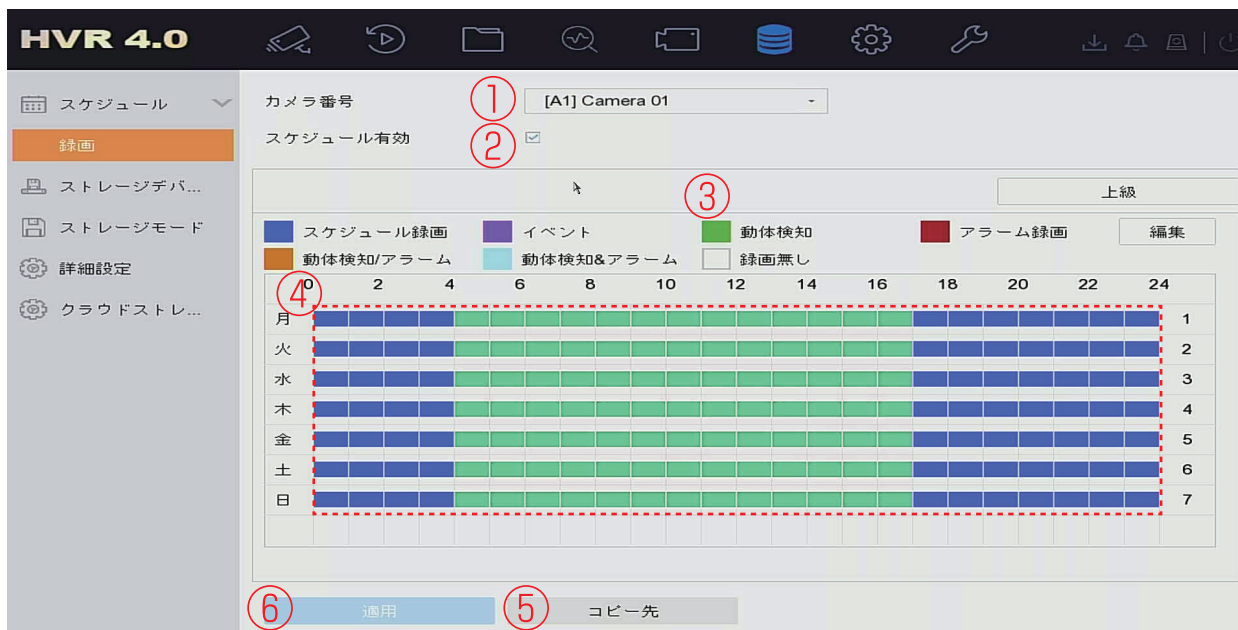 HVR 4.0
スケジュール
録画
ストレージデバ...
ストレージモード
詳細設定
クラウドストレ...
カメラ番号 ① [A1] Camera 01
スケジュール有効 ②
③ 上級
スケジュール録画 イベント 動体検知 アラーム録画 編集
動体検知/アラーム 動体検知&アラーム 録画無し
④ 0 2 4 6 8 10 12 14 16 18 20 22 24
月 1
火 2
水 3
木 4
金 5
土 6
日 7
⑥ 適用 ⑤ コピー先